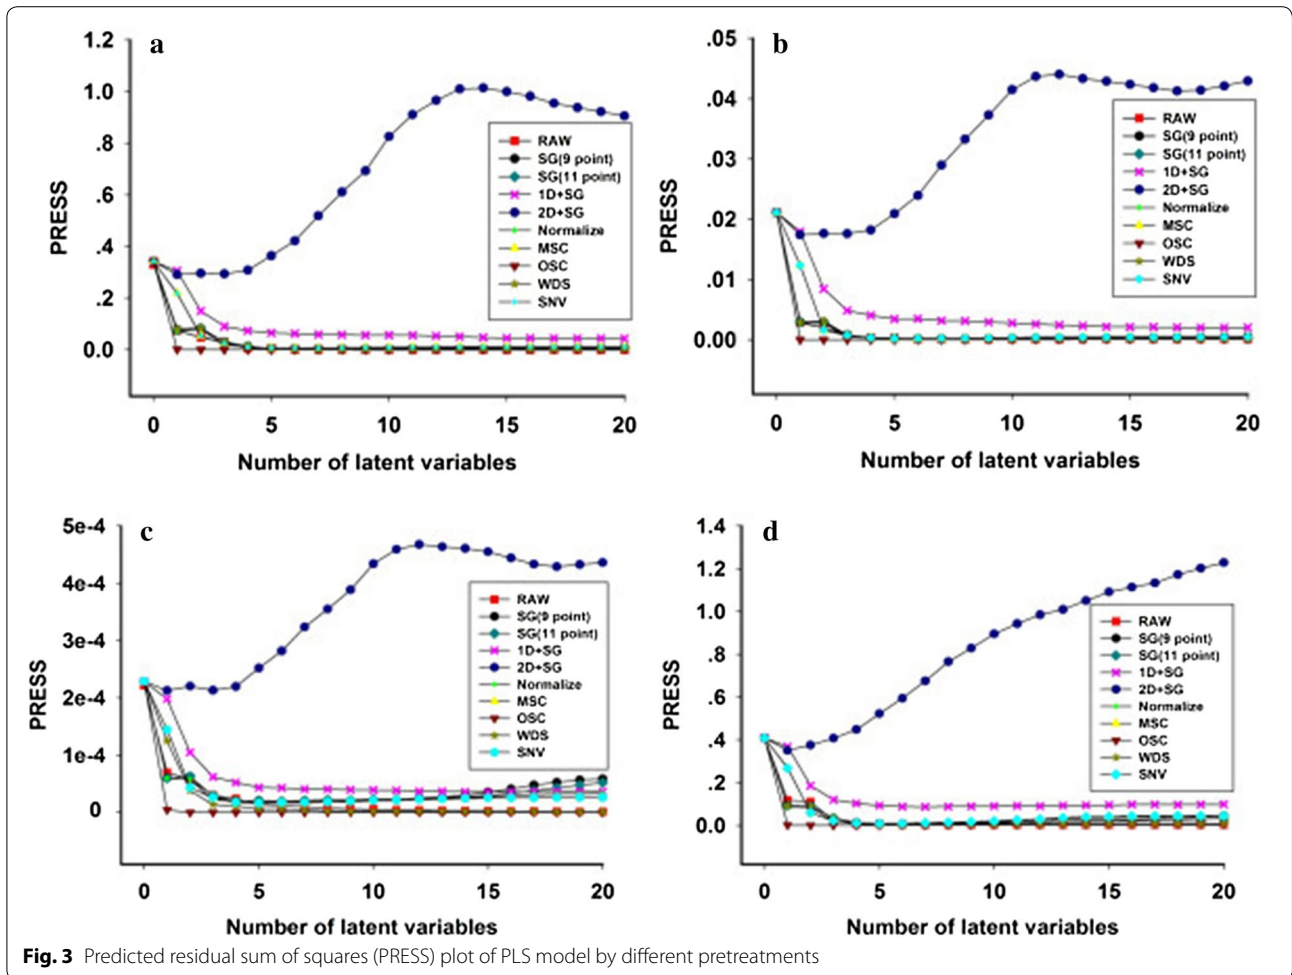 a
1.2
1.0
.8
.6
.4
.2
0.0
PRESS
RAW
SG(9 point)
SG(11 point)
1D+SG
2D+SG
Normalize
MSC
OSC
WDS
SNV
0 5 10 15 20
Number of latent variables
b
.05
.04
.03
.02
.01
0.00
PRESS
RAW
SG(9 point)
SG(11 point)
1D+SG
2D+SG
Normalize
MSC
OSC
WDS
SNV
0 5 10 15 20
Number of latent variables
c
5e-4
4e-4
3e-4
2e-4
1e-4
0
PRESS
RAW
SG(9 point)
SG(11 point)
1D+SG
2D+SG
Normalize
MSC
OSC
WDS
SNV
0 5 10 15 20
Number of latent variables
d
1.4
1.2
1.0
.8
.6
.4
.2
0.0
PRESS
RAW
SG(9 point)
SG(11 point)
1D+SG
2D+SG
Normalize
MSC
OSC
WDS
SNV
0 5 10 15 20
Number of latent variables
Fig. 3 Predicted residual sum of squares (PRESS) plot of PLS model by different pretreatments